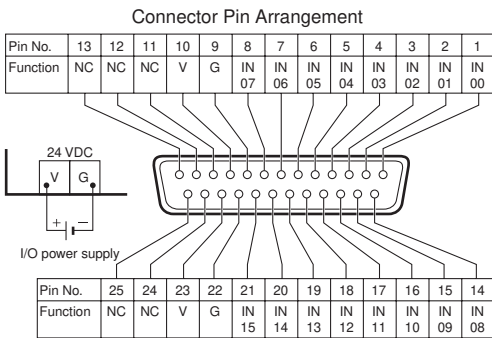 Connector Pin Arrangement
Pin No. 13 12 11 10 9 8 7 6 5 4 3 2 1
Function NC NC NC V G IN 07 IN 06 IN 05 IN 04 IN 03 IN 02 IN 01 IN 00
24 VDC
V G
+ −
I/O power supply
Pin No. 25 24 23 22 21 20 19 18 17 16 15 14
Function NC NC V G IN 15 IN 14 IN 13 IN 12 IN 11 IN 10 IN 09 IN 08